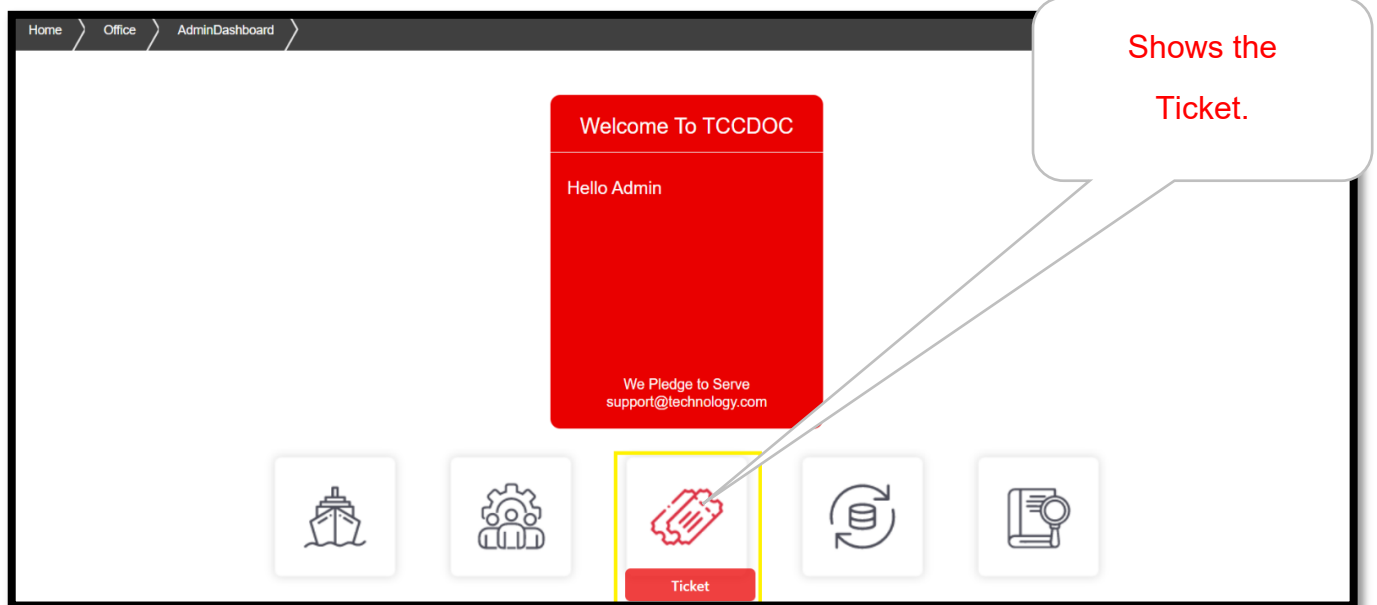 Home
Office
AdminDashboard
Shows the
Ticket.
Welcome To TCCDOC
Hello Admin
We Pledge to Serve
support@technology.com
Ticket